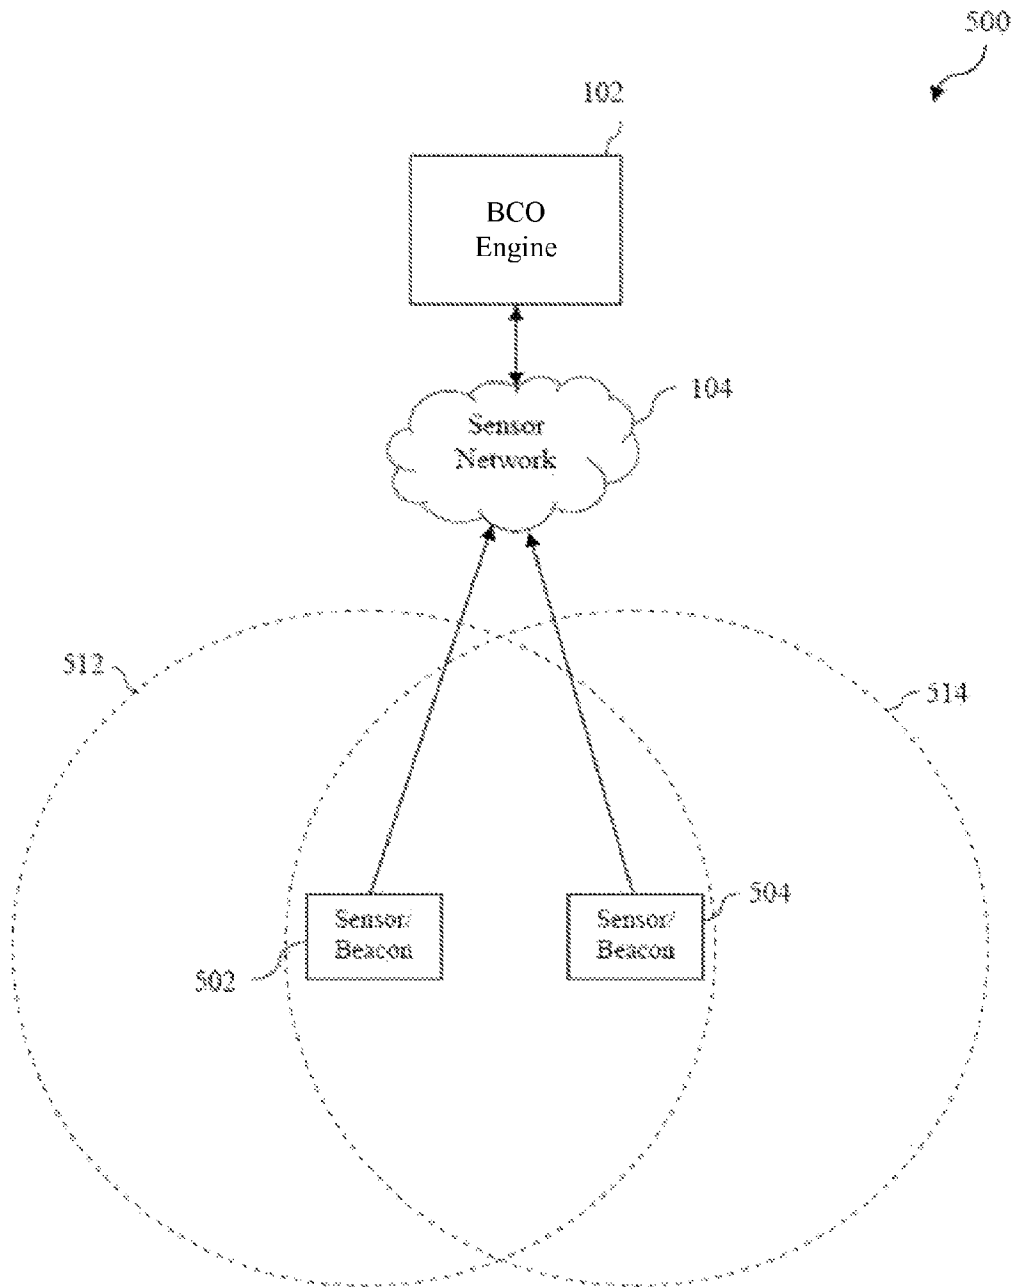 500
102
BCO
Engine
104
Sensor
Network
512
514
Sensor/
Beacon
504
Sensor/
Beacon
502